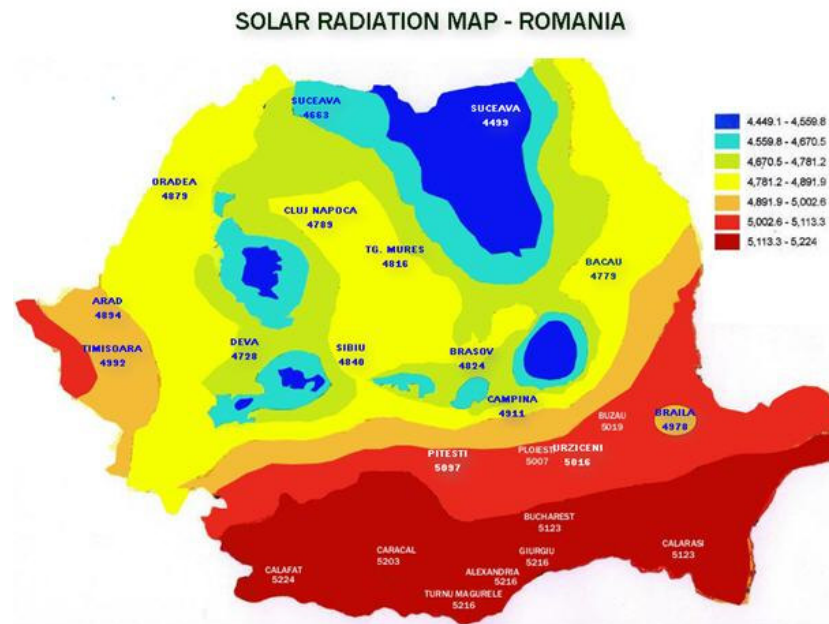 SOLAR RADIATION MAP - ROMANIA
SUCEAVA
4663
SUCEAVA
4499
4.449.1 - 4,559.8
4.559.8 - 4,670.5
4,670.5 - 4,781.2
4,781.2 - 4,891.9
4,891.9 - 5,002.6
5,002.6 - 5,113.3
5,113.3 - 5,224
ORADEA
4879
CLUJ NAPOCA
4789
TG. MURES
4816
BACAU
4779
ARAD
4894
TIMISOARA
4992
DEVA
4728
SIBIU
4840
BRASOV
4824
CAMPINA
4911
BUZAU
5019
BRAILA
4978
PITESTI
5097
PLOIESTI
5007
URZICENI
5016
BUCHAREST
5123
CARACAL
5203
GIURGIU
5216
CALARASI
5123
CALAFAT
5224
ALEXANDRIA
5216
TURNU MAGURELE
5216